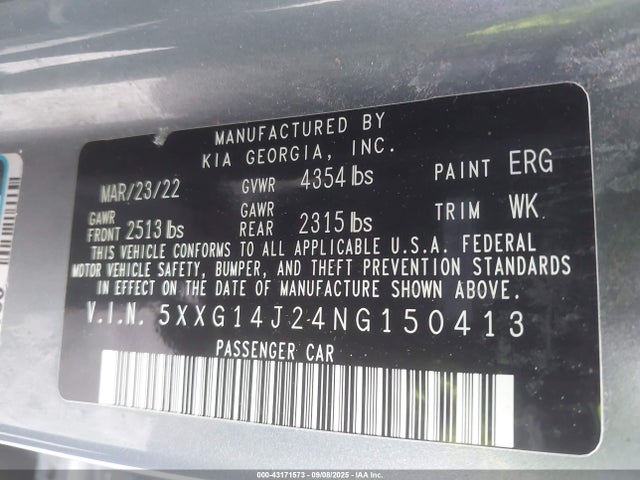 MANUFACTURED BY
KIA GEORGIA, INC.
MAR/23/22 GVWR 4354 lbs PAINT ERG
GAWR FRONT 2513 lbs GAWR REAR 2315 lbs TRIM WK
THIS VEHICLE CONFORMS TO ALL APPLICABLE U.S.A. FEDERAL
MOTOR VEHICLE SAFETY, BUMPER, AND THEFT PREVENTION STANDARDS
IN EFFECT ON THE DATE OF MANUFACTURE SHOWN ABOVE.
V.I.N. 5XXG14J24NG150413
PASSENGER CAR
000-43171573 - 09/08/2025 - IAA Inc.